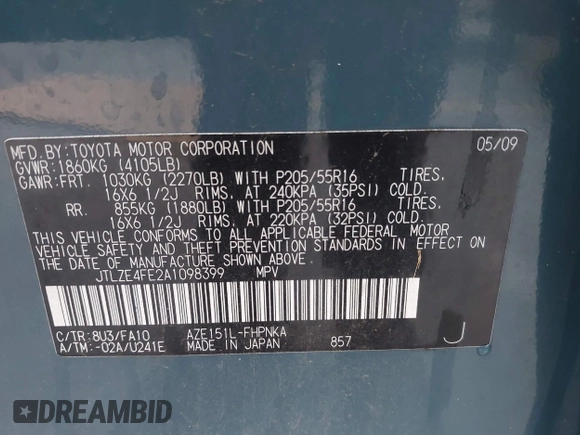 MFD.BY:TOYOTA MOTOR CORPORATION 05/09
GVWR:1860KG (4105LB)
GAWR:FRT. 1030KG (2270LB) WITH P205/55R16 TIRES,
16X6 1/2J RIMS, AT 240KPA (35PSI) COLD.
RR. 855KG (1880LB) WITH P205/55R16 TIRES,
16X6 1/2J RIMS, AT 220KPA (32PSI) COLD.
THIS VEHICLE CONFORMS TO ALL APPLICABLE FEDERAL MOTOR
VEHICLE SAFETY AND THEFT PREVENTION STANDARDS IN EFFECT ON
THE DATE OF MANUFACTURE SHOWN ABOVE.
JTLZE4FE2A1098399 MPV
C/TR:8U3/FA10 AZE151L-FHPNKA
A/TM:-02A/U241E MADE IN JAPAN 857
J
DREAMBID